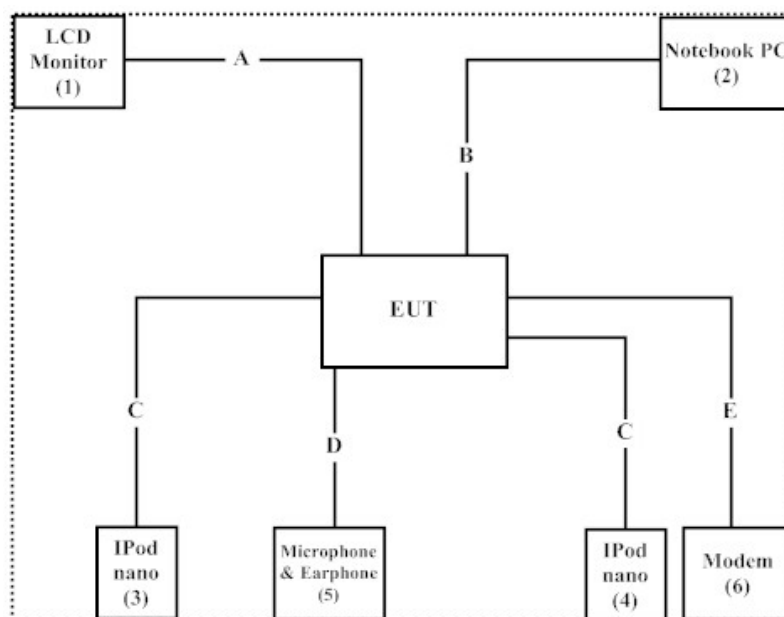 LCD
Monitor
(1)
A
Notebook PC
(2)
B
EUT
C
D
C
E
IPod
nano
(3)
Microphone
& Earphone
(5)
IPod
nano
(4)
Modem
(6)